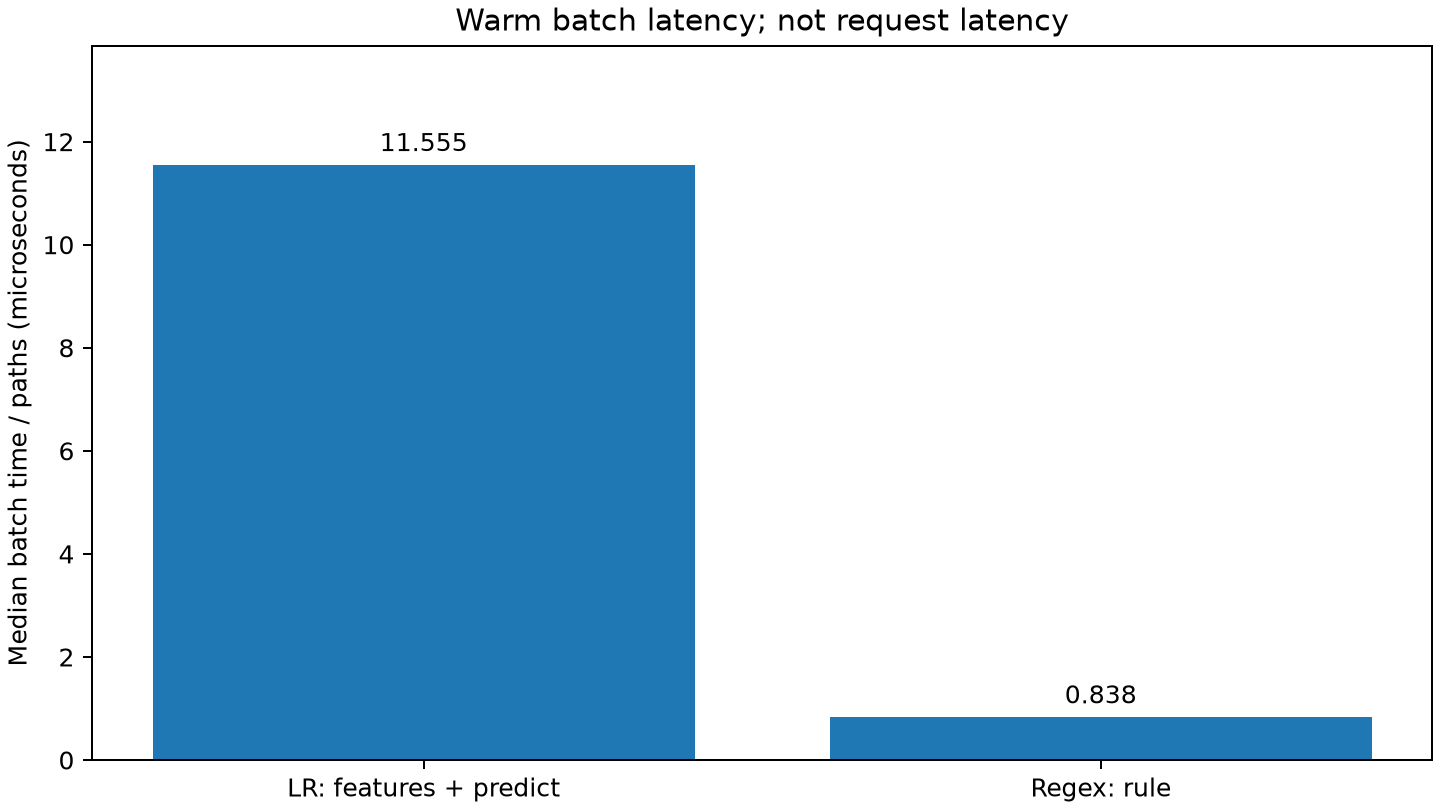 Warm batch latency; not request latency
Median batch time / paths (microseconds)
12
10
8
6
4
2
0
11.555
0.838
LR: features + predict
Regex: rule